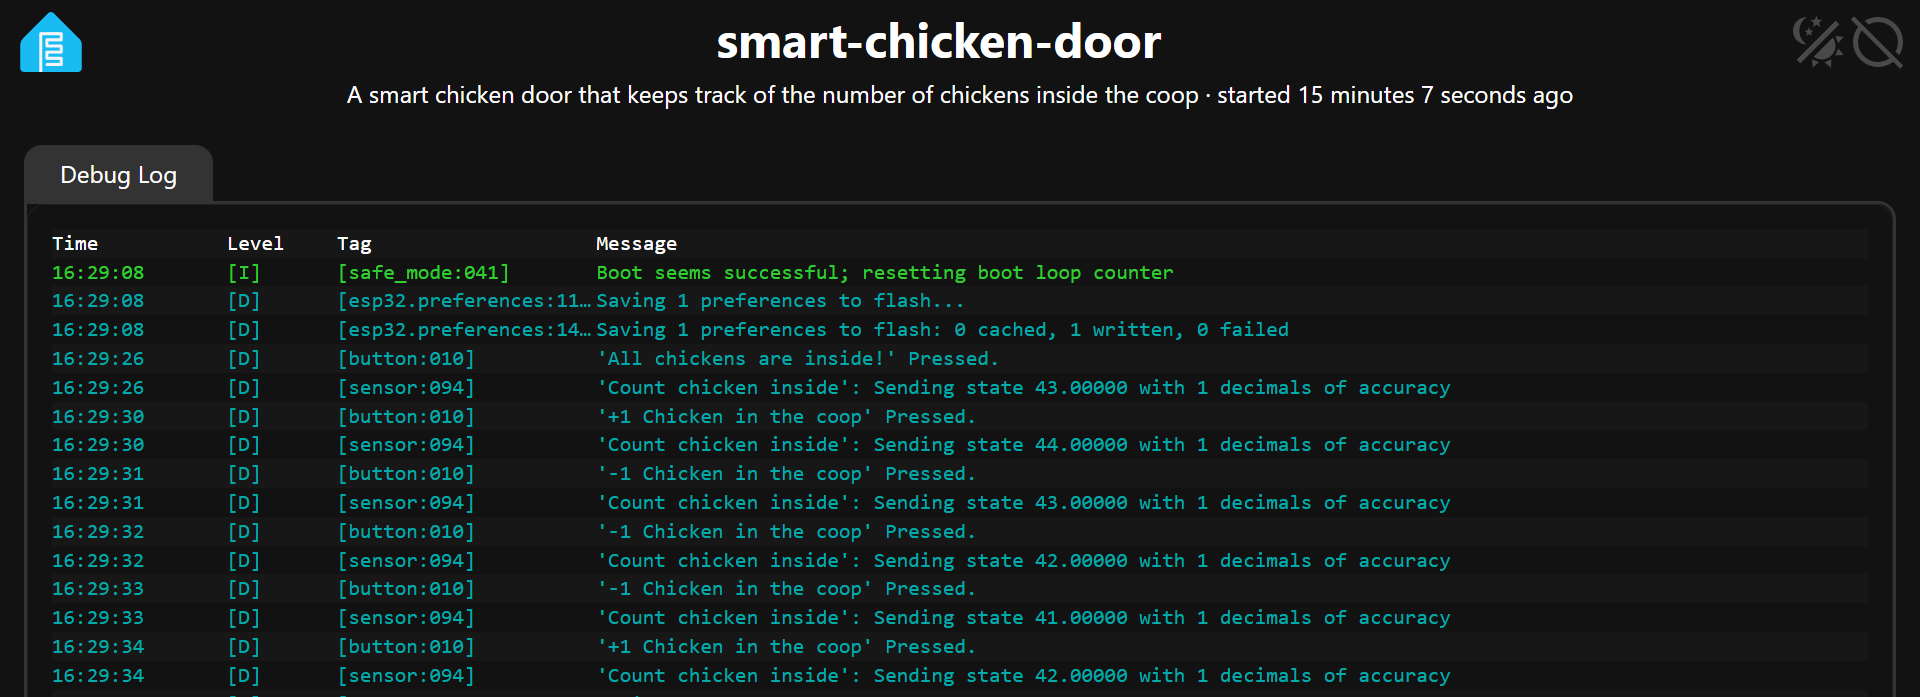 smart-chicken-door
A smart chicken door that keeps track of the number of chickens inside the coop · started 15 minutes 7 seconds ago
Debug Log
Time Level Tag Message
16:29:08 [I] [safe_mode:041] Boot seems successful; resetting boot loop counter
16:29:08 [D] [esp32.preferences:11… Saving 1 preferences to flash...
16:29:08 [D] [esp32.preferences:14… Saving 1 preferences to flash: 0 cached, 1 written, 0 failed
16:29:26 [D] [button:010] 'All chickens are inside!' Pressed.
16:29:26 [D] [sensor:094] 'Count chicken inside': Sending state 43.00000 with 1 decimals of accuracy
16:29:30 [D] [button:010] '+1 Chicken in the coop' Pressed.
16:29:30 [D] [sensor:094] 'Count chicken inside': Sending state 44.00000 with 1 decimals of accuracy
16:29:31 [D] [button:010] '-1 Chicken in the coop' Pressed.
16:29:31 [D] [sensor:094] 'Count chicken inside': Sending state 43.00000 with 1 decimals of accuracy
16:29:32 [D] [button:010] '-1 Chicken in the coop' Pressed.
16:29:32 [D] [sensor:094] 'Count chicken inside': Sending state 42.00000 with 1 decimals of accuracy
16:29:33 [D] [button:010] '-1 Chicken in the coop' Pressed.
16:29:33 [D] [sensor:094] 'Count chicken inside': Sending state 41.00000 with 1 decimals of accuracy
16:29:34 [D] [button:010] '+1 Chicken in the coop' Pressed.
16:29:34 [D] [sensor:094] 'Count chicken inside': Sending state 42.00000 with 1 decimals of accuracy